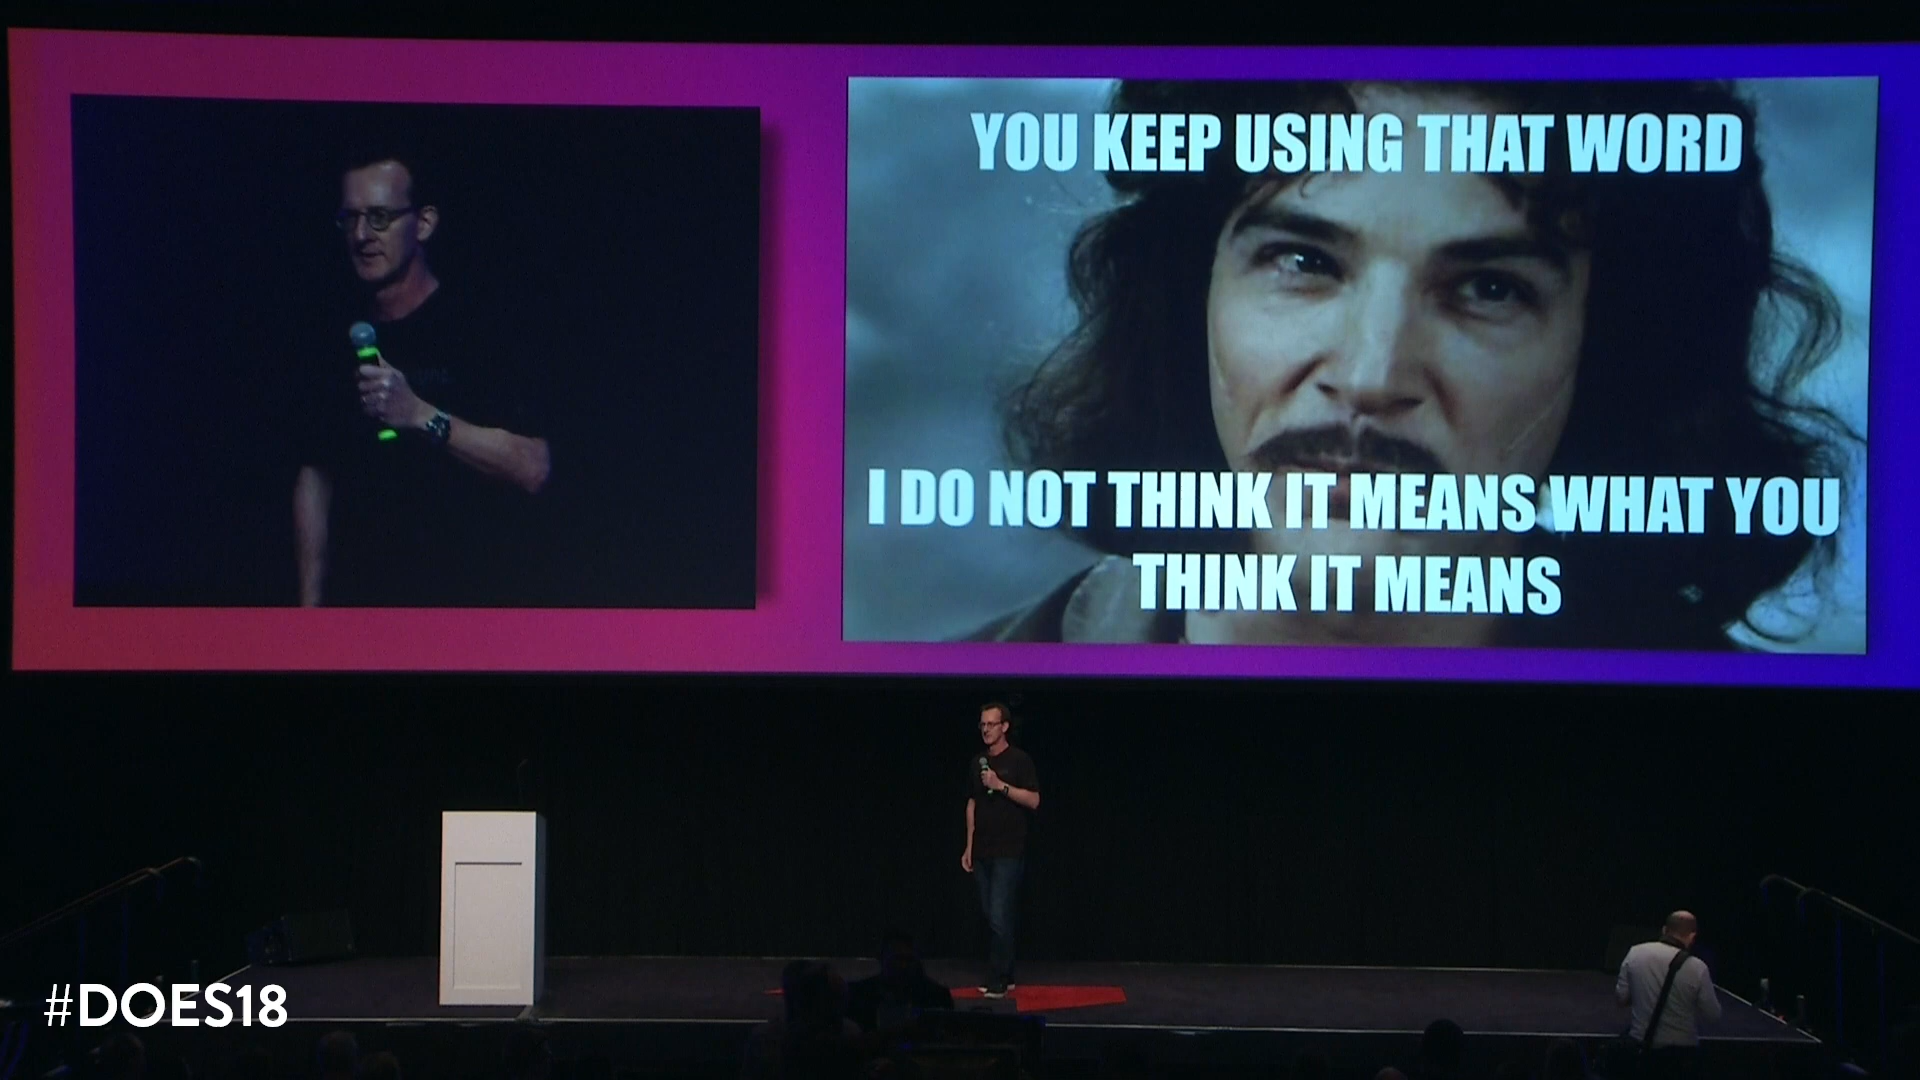 YOU KEEP USING THAT WORD
I DO NOT THINK IT MEANS WHAT YOU
THINK IT MEANS
#DOES18